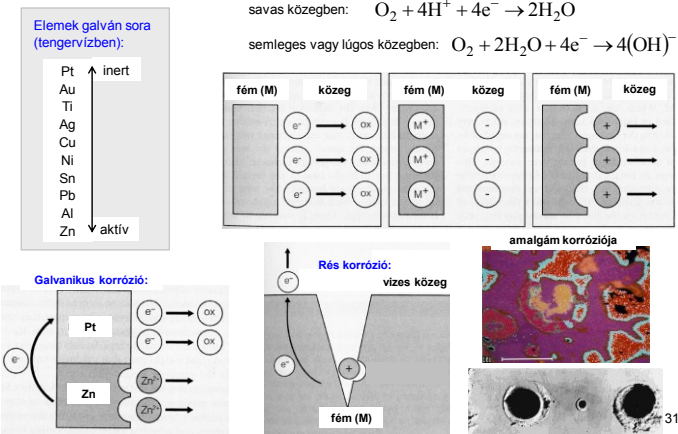 Elemek galván sora
(tengervízben):
Pt inert
Au
Ti
Ag
Cu
Ni
Sn
Pb
Al
Zn aktív
savas közegben: O₂ + 4H⁺ + 4e⁻ → 2H₂O
semleges vagy lúgos közegben: O₂ + 2H₂O + 4e⁻ → 4(OH)⁻
fém (M) közeg
e⁻ ox
e⁻ ox
e⁻ ox
fém (M) közeg
M⁺ -
M⁺ -
M⁺ -
fém (M) közeg
+
+
+
Galvanikus korrózió:
Pt
Zn
e⁻
e⁻ ox
e⁻ ox
Zn²⁺
Zn²⁺
Rés korrózió:
vizes közeg
e⁻
e⁻
+
fém (M)
amalgám korróziója
31